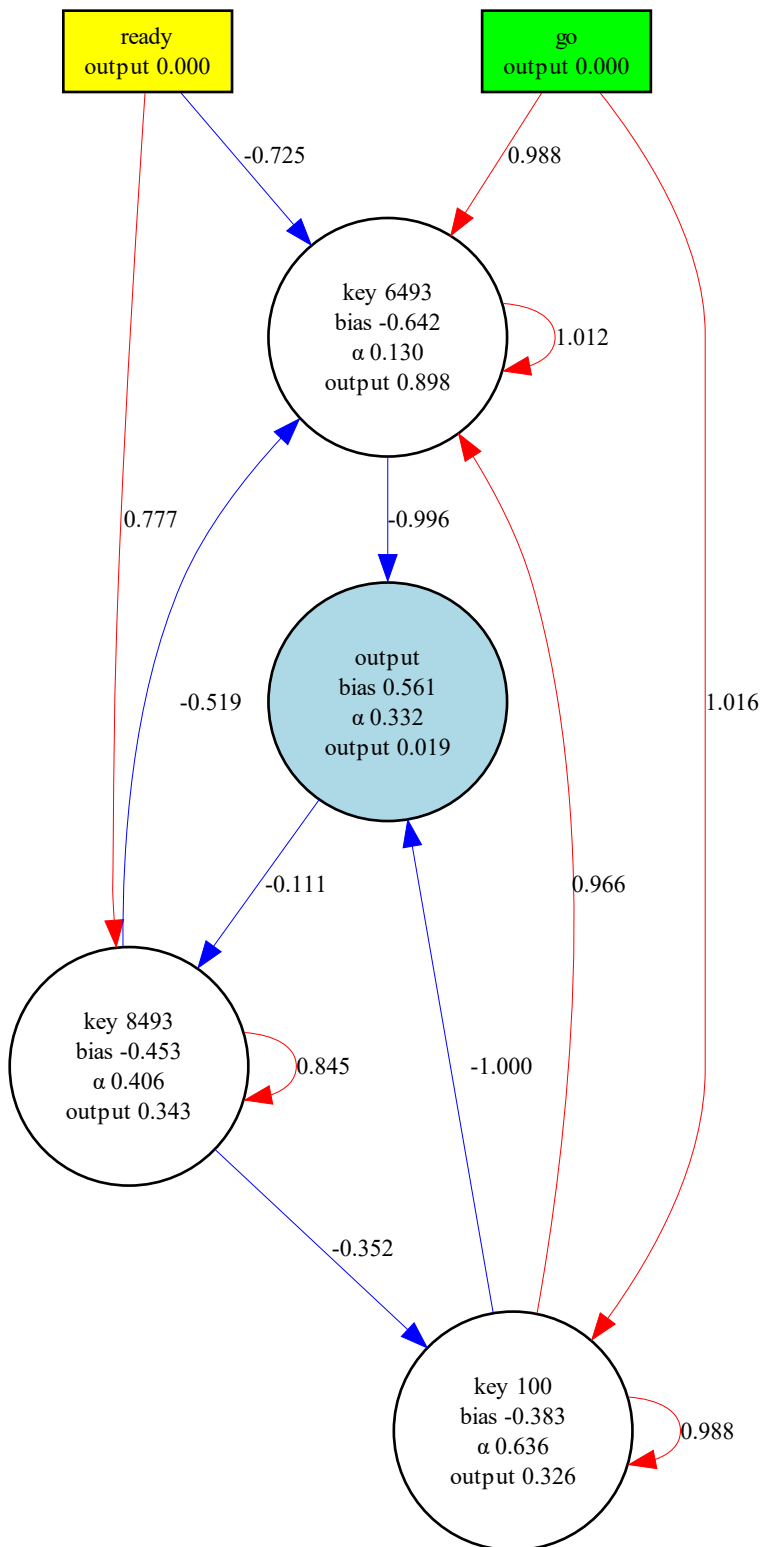 ready
output 0.000
go
output 0.000
-0.725
0.988
key 6493
bias -0.642
α 0.130
output 0.898
1.012
0.777
-0.996
-0.519
output
bias 0.561
α 0.332
output 0.019
1.016
-0.111
0.966
key 8493
bias -0.453
α 0.406
output 0.343
0.845
-1.000
-0.352
key 100
bias -0.383
α 0.636
output 0.326
0.988